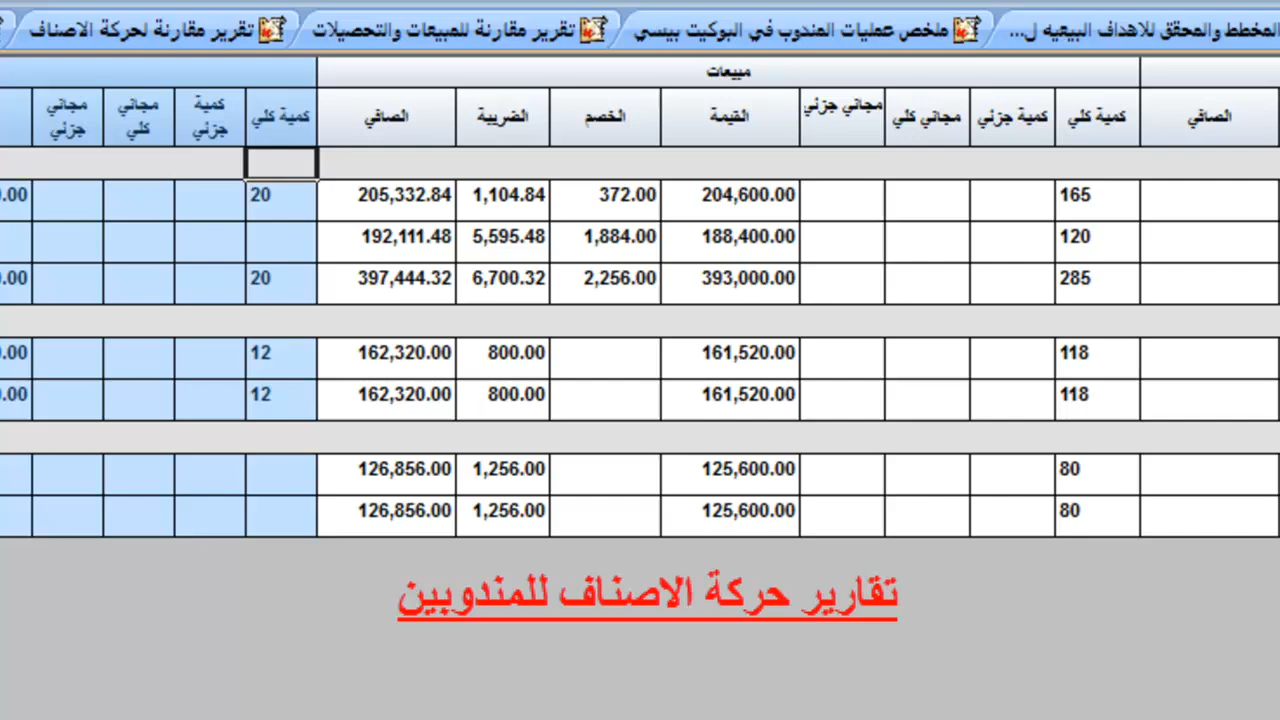 المخطط والمحقق للاهداف البيعيه ل... ملخص عمليات المندوب في البوكيت بيسي تقرير مقارنة للمبيعات والتحصيلات تقرير مقارنة لحركة الاصناف
مبيعات
الصافي كمية كلي كمية جزئي مجاني كلي مجاني جزئي القيمة الخصم الضريبة الصافي كمية كلي كمية جزئي مجاني كلي مجاني جزئي
165 204,600.00 372.00 1,104.84 205,332.84 20
120 188,400.00 1,884.00 5,595.48 192,111.48
285 393,000.00 2,256.00 6,700.32 397,444.32 20
118 161,520.00 800.00 162,320.00 12
118 161,520.00 800.00 162,320.00 12
80 125,600.00 1,256.00 126,856.00
80 125,600.00 1,256.00 126,856.00
تقارير حركة الاصناف للمندوبين